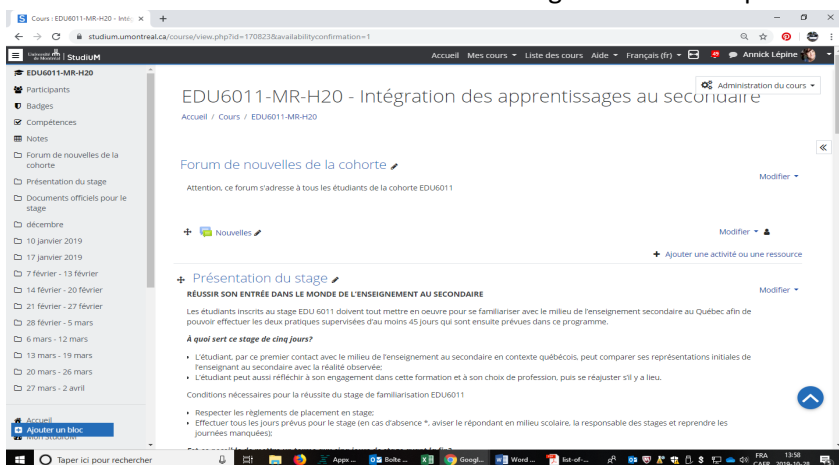 Cours : EDU6011-MR-H20 - Inté
studium.umontreal.ca/course/view.php?id=170823&availabilityconfirmation=1
Université de Montréal StudiUM
Accueil Mes cours Liste des cours Aide Français (fr) Annick Lépine
EDU6011-MR-H20
Participants
Badges
Compétences
Notes
Forum de nouvelles de la
cohorte
Présentation du stage
Documents officiels pour le
stage
décembre
10 janvier 2019
17 janvier 2019
7 février - 13 février
14 février - 20 février
21 février - 27 février
28 février - 5 mars
6 mars - 12 mars
13 mars - 19 mars
20 mars - 26 mars
27 mars - 2 avril
Accueil
Ajouter un bloc
Mon StudiUM
Administration du cours
EDU6011-MR-H20 - Intégration des apprentissages au secondaire
Accueil / Cours / EDU6011-MR-H20
Forum de nouvelles de la cohorte
Modifier
Attention, ce forum s'adresse à tous les étudiants de la cohorte EDU6011
Nouvelles
Modifier
Ajouter une activité ou une ressource
Présentation du stage
Modifier
RÉUSSIR SON ENTRÉE DANS LE MONDE DE L'ENSEIGNEMENT AU SECONDAIRE
Les étudiants inscrits au stage EDU 6011 doivent tout mettre en oeuvre pour se familiariser avec le milieu de l'enseignement secondaire au Québec afin de
pouvoir effectuer les deux pratiques supervisées d'au moins 45 jours qui sont ensuite prévues dans ce programme.
À quoi sert ce stage de cinq jours?
L'étudiant, par ce premier contact avec le milieu de l'enseignement au secondaire en contexte québécois, peut comparer ses représentations initiales de
l'enseignant au secondaire avec la réalité observée;
L'étudiant peut aussi réfléchir à son engagement dans cette formation et à son choix de profession, puis se réajuster s'il y a lieu.
Conditions nécessaires pour la réussite du stage de familiarisation EDU6011
Respecter les règlements de placement en stage;
Effectuer tous les jours prévus pour le stage (en cas d'absence *, aviser le répondant en milieu scolaire, la responsable des stages et reprendre les
journées manquées);
Taper ici pour rechercher
Appx ...
Boîte ...
Googl...
Word ...
list-of-...
FRA
CAFR
13:58
2019-10-28